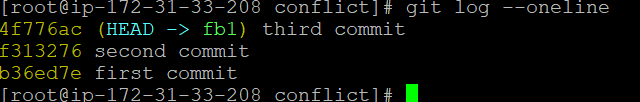 [root@ip-172-31-33-208 conflict]# git log --oneline
4f776ac (HEAD -> fb1) third commit
f313276 second commit
b36ed7e first commit
[root@ip-172-31-33-208 conflict]#